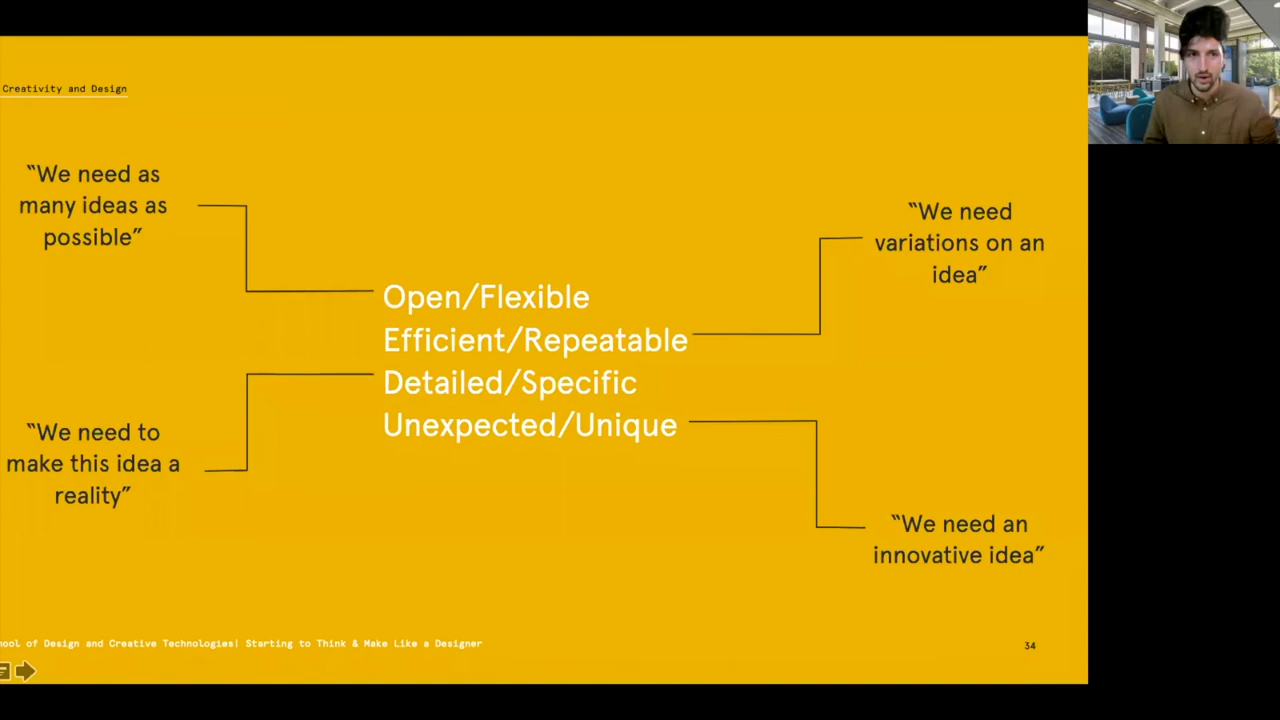 Creativity and Design
“We need as
many ideas as
possible”
“We need
variations on an
idea”
Open/Flexible
Efficient/Repeatable
Detailed/Specific
Unexpected/Unique
“We need to
make this idea a
reality”
“We need an
innovative idea”
of Design and Creative Technologies| Starting to Think & Make Like a Designer
34